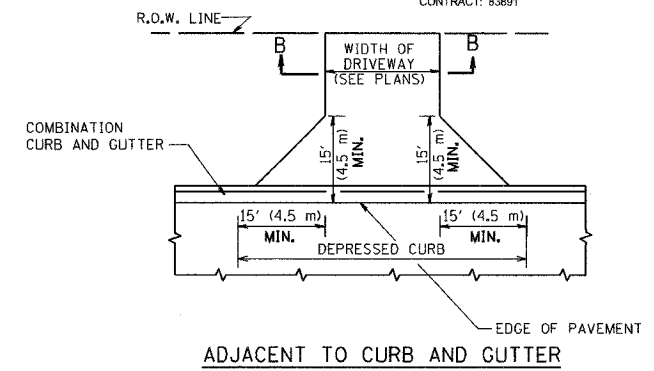 CONTRACT: 83891
R.O.W. LINE
B
B
WIDTH OF
DRIVEWAY
(SEE PLANS)
COMBINATION
CURB AND GUTTER
15'
(4.5 m)
MIN.
15'
(4.5 m)
MIN.
15' (4.5 m)
MIN.
15' (4.5 m)
MIN.
DEPRESSED CURB
EDGE OF PAVEMENT
ADJACENT TO CURB AND GUTTER